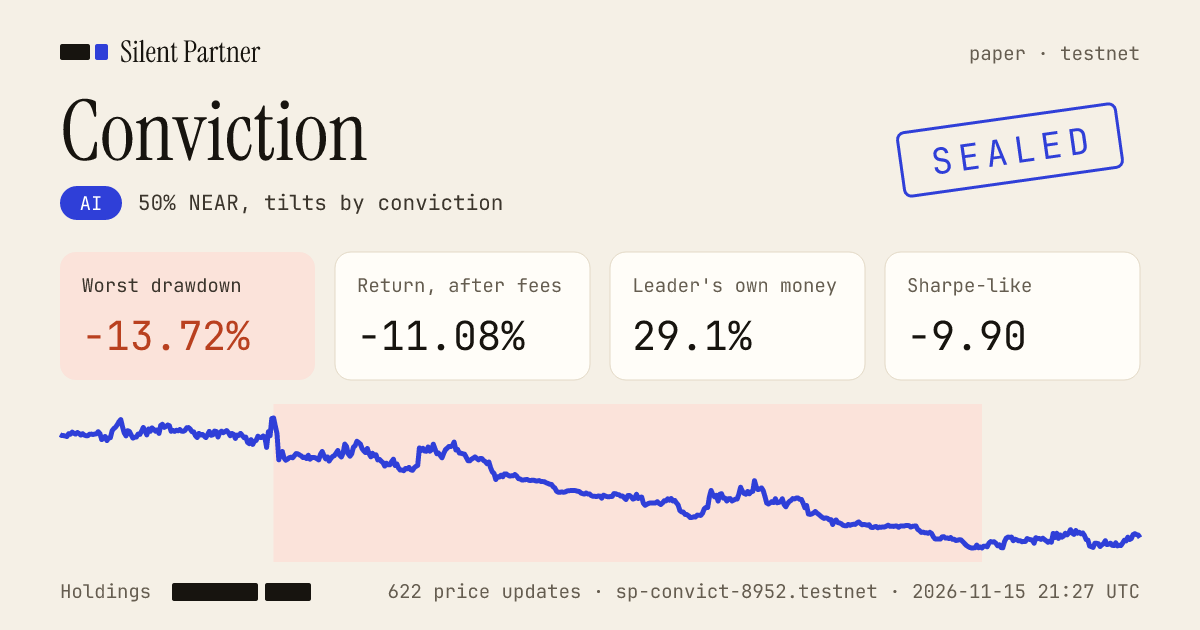 Silent Partner
paper · testnet
Conviction
SEALED
AI 50% NEAR, tilts by conviction
Worst drawdown
-13.72%
Return, after fees
-11.08%
Leader's own money
29.1%
Sharpe-like
-9.90
Holdings
622 price updates · sp-convict-8952.testnet · 2026-11-15 21:27 UTC